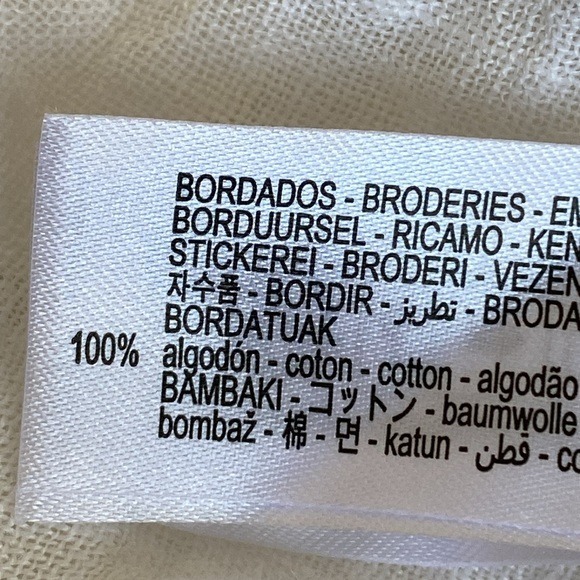 BORDADOS - BRODERIES - EM
BORDUURSEL - RICAMO - KEN
STICKEREI - BRODERI - VEZEN
자수품 - BORDIR - تطريز - BRODA
BORDATUAK
100% algodón - coton - cotton - algodão
BAMBAKI - コットン - baumwolle
bombaž - 棉 - 면 - katun - قطن - co